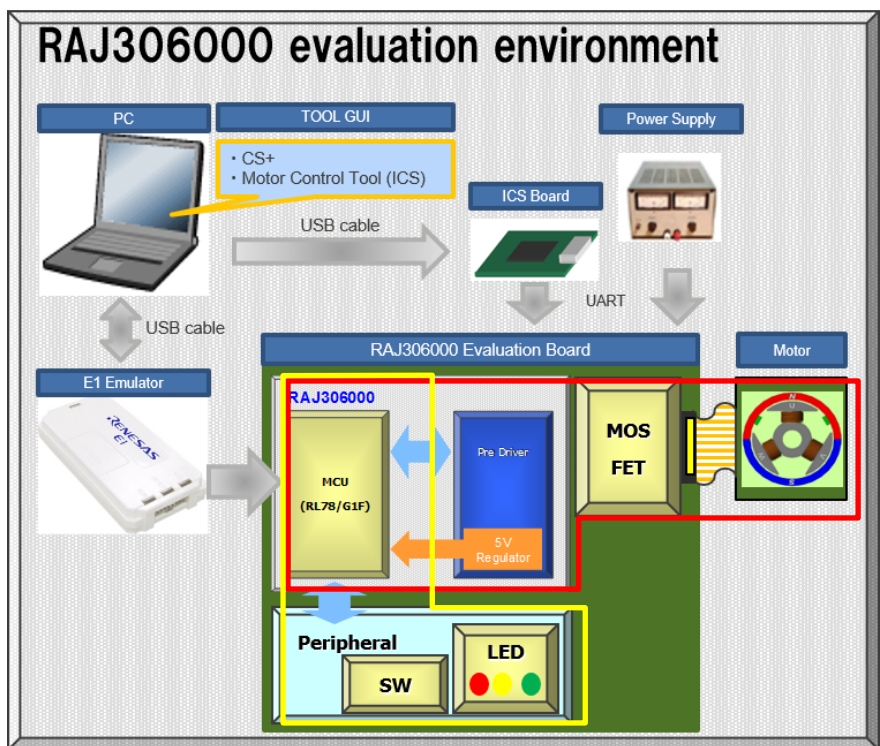 RAJ306000 evaluation environment
PC
TOOL GUI
Power Supply
・CS+
・Motor Control Tool (ICS)
ICS Board
USB cable
UART
USB cable
RAJ306000 Evaluation Board
Motor
E1 Emulator
RAJ306000
RENESAS
E1
MCU
(RL78/G1F)
Pre Driver
MOS
FET
5V
Regulator
N
U
V
W
S
Peripheral
SW
LED